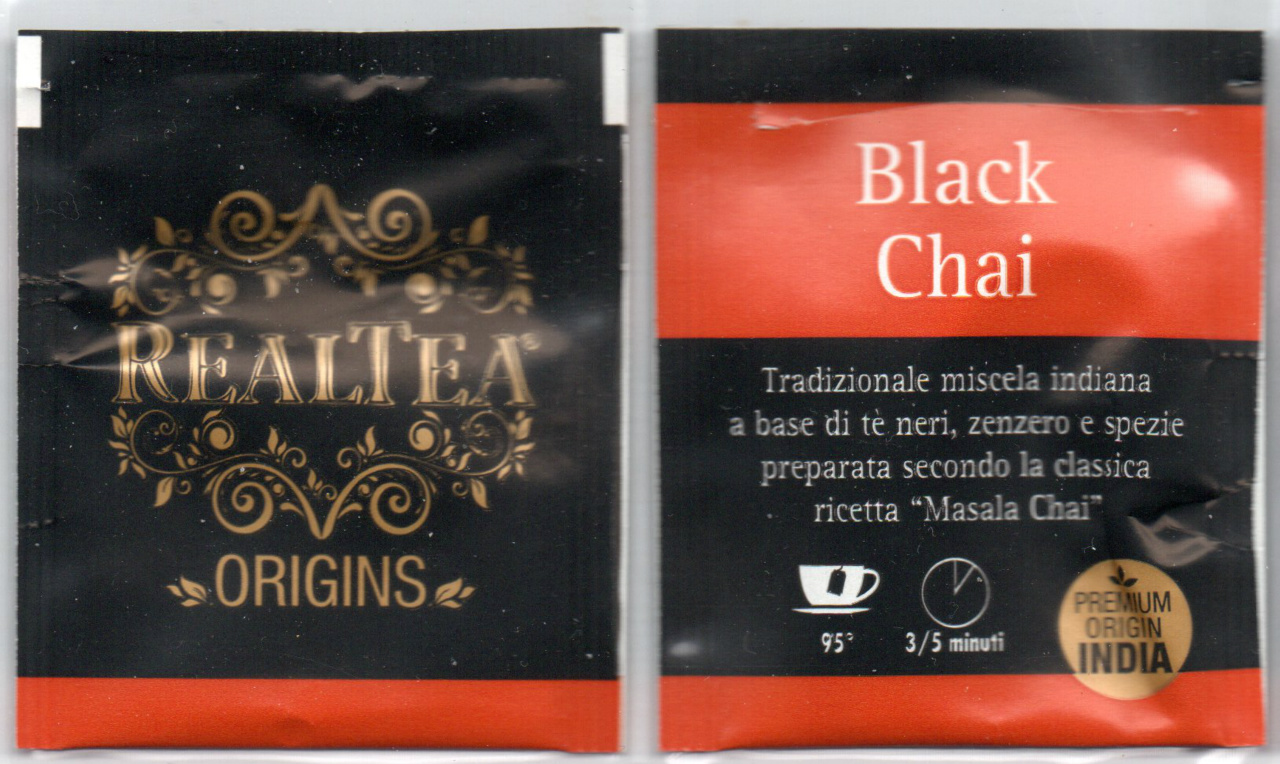 REALTEA®
ORIGINS
Black
Chai
Tradizionale miscela indiana
a base di tè neri, zenzero e spezie
preparata secondo la classica
ricetta “Masala Chai”
95°
3/5 minuti
PREMIUM
ORIGIN
INDIA